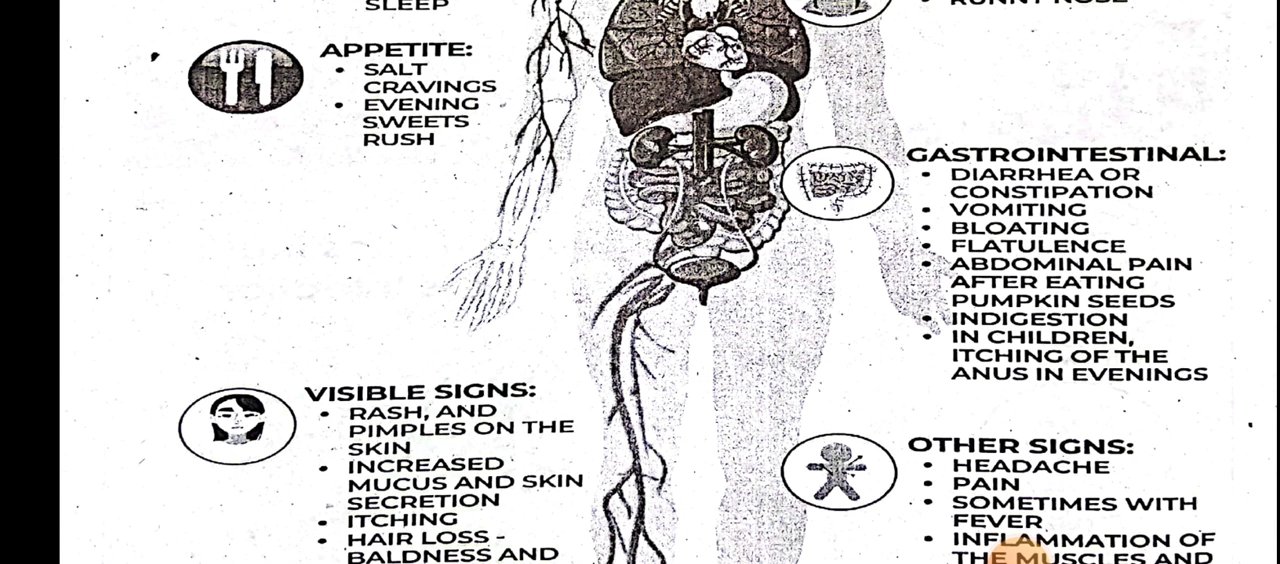 SLEEP
APPETITE:
• SALT
CRAVINGS
• EVENING
SWEETS
RUSH
VISIBLE SIGNS:
• RASH, AND
PIMPLES ON THE
SKIN
• INCREASED
MUCUS AND SKIN
SECRETION
• ITCHING
• HAIR LOSS -
BALDNESS AND
• RUNNY NOSE
GASTROINTESTINAL:
• DIARRHEA OR
CONSTIPATION
• VOMITING
• BLOATING
• FLATULENCE
• ABDOMINAL PAIN
AFTER EATING
PUMPKIN SEEDS
• INDIGESTION
• IN CHILDREN,
ITCHING OF THE
ANUS IN EVENINGS
OTHER SIGNS:
• HEADACHE
• PAIN
• SOMETIMES WITH
FEVER
• INFLAMMATION OF
THE MUSCLES AND